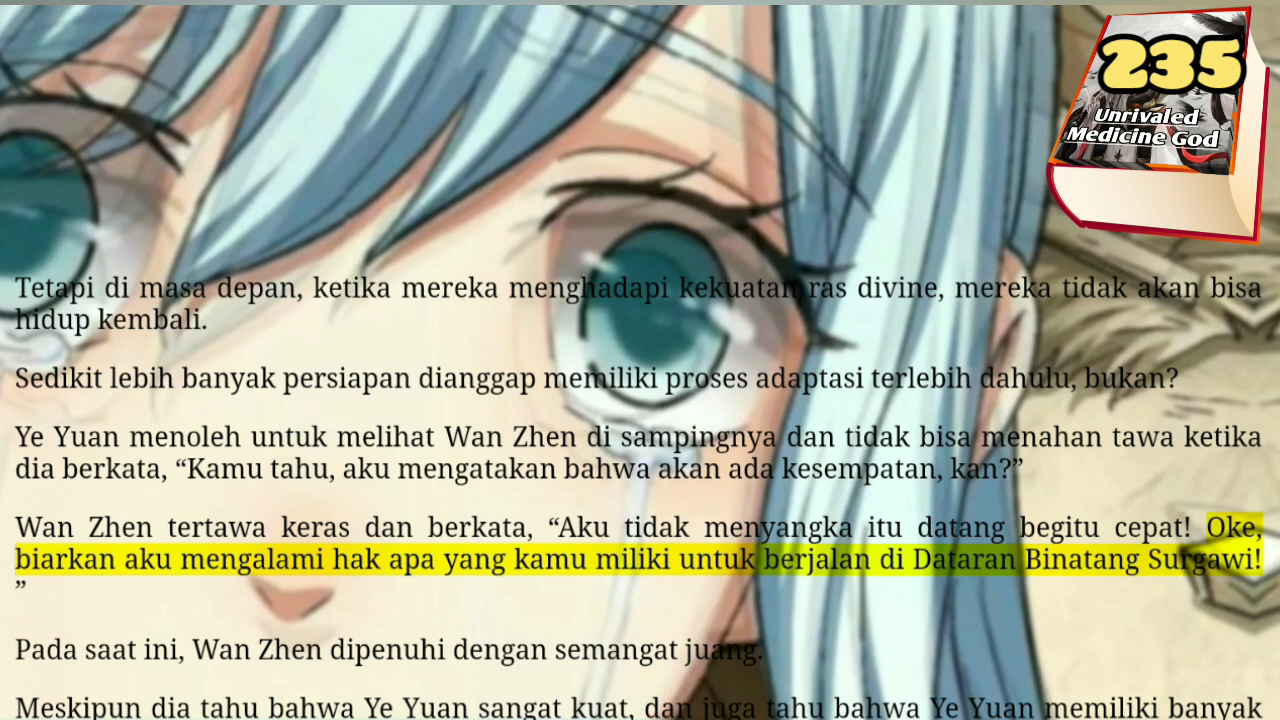 235
Unrivaled
Medicine God
Tetapi di masa depan, ketika mereka menghadapi kekuatan ras divine, mereka tidak akan bisa
hidup kembali.
Sedikit lebih banyak persiapan dianggap memiliki proses adaptasi terlebih dahulu, bukan?
Ye Yuan menoleh untuk melihat Wan Zhen di sampingnya dan tidak bisa menahan tawa ketika
dia berkata, “Kamu tahu, aku mengatakan bahwa akan ada kesempatan, kan?”
Wan Zhen tertawa keras dan berkata, “Aku tidak menyangka itu datang begitu cepat! Oke,
biarkan aku mengalami hak apa yang kamu miliki untuk berjalan di Dataran Binatang Surgawi!
”
Pada saat ini, Wan Zhen dipenuhi dengan semangat juang.
Meskipun dia tahu bahwa Ye Yuan sangat kuat, dan juga tahu bahwa Ye Yuan memiliki banyak